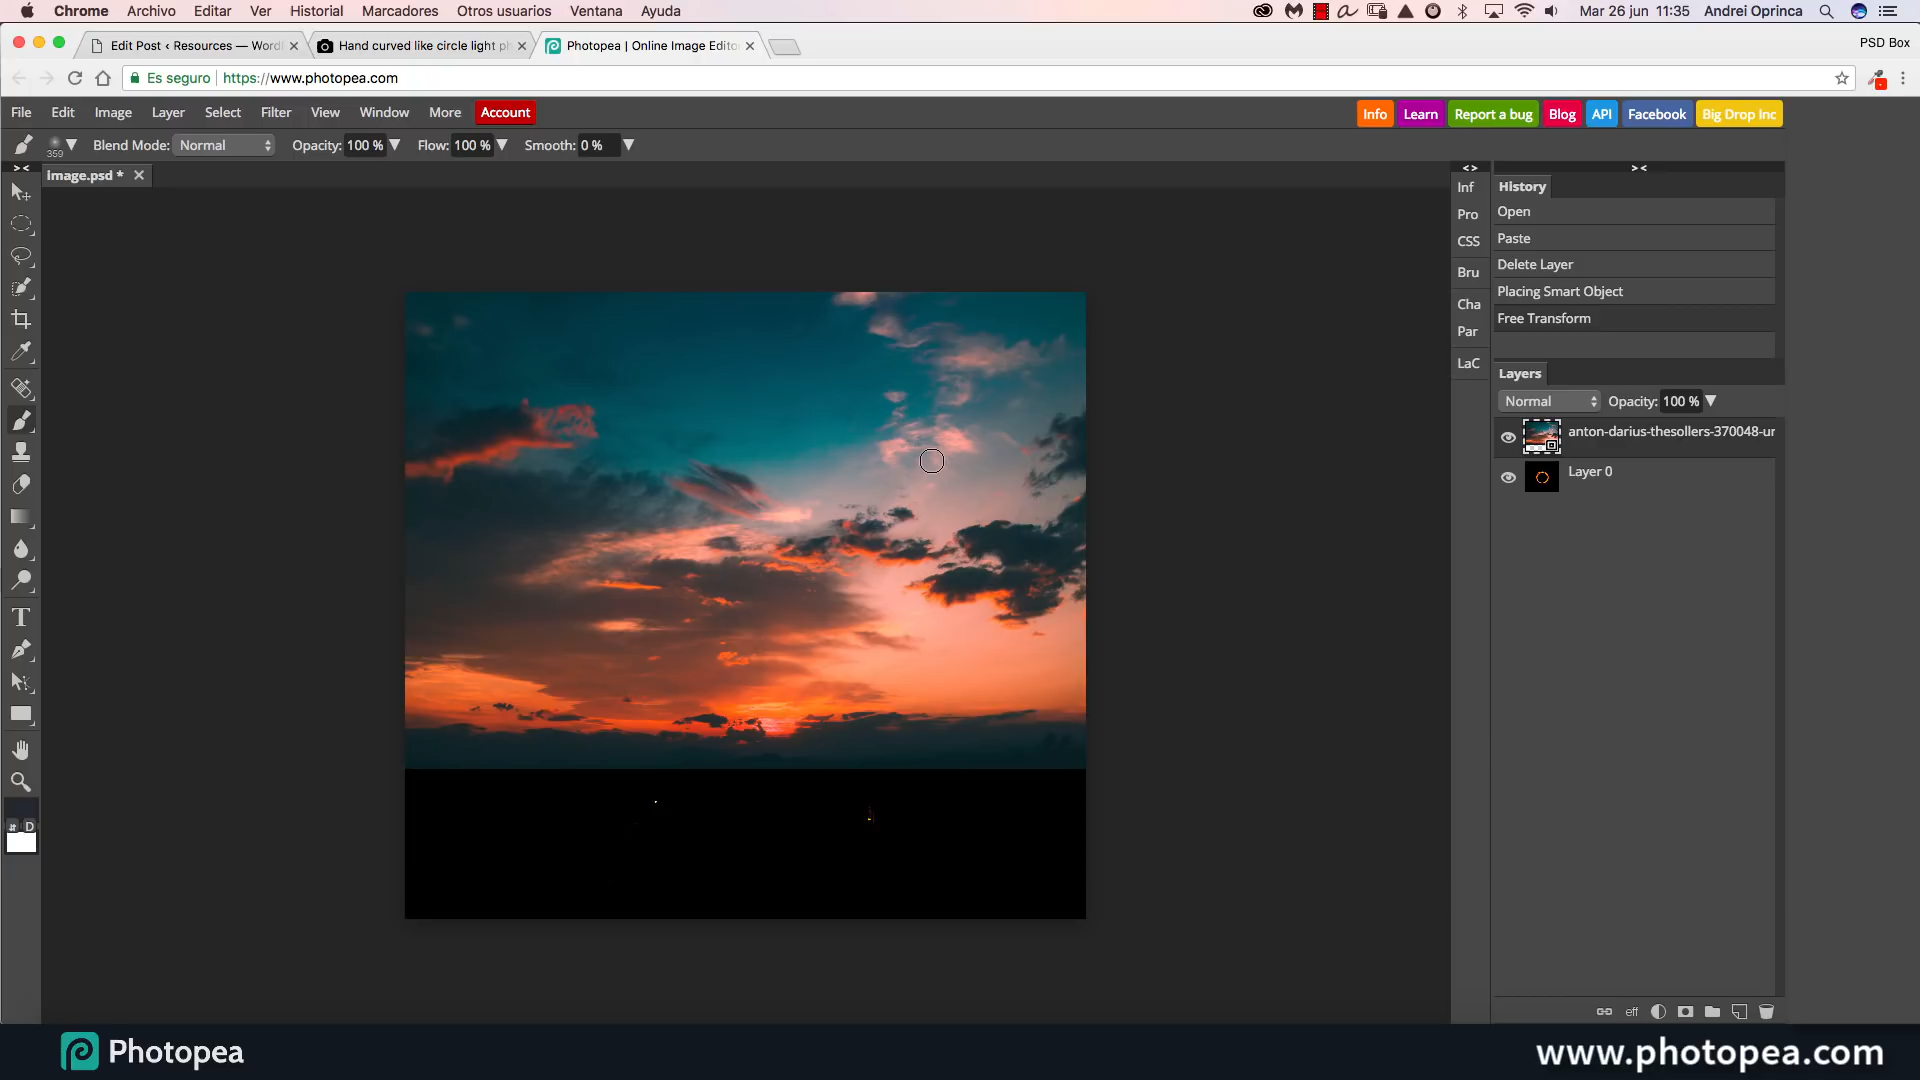 Chrome Archivo Editar Ver Historial Marcadores Otros usuarios Ventana Ayuda Mar 26 jun 11:35 Andrei Oprinca
Edit Post ‹ Resources — Word Hand curved like circle light ph Photopea | Online Image Edito PSD Box
Es seguro https://www.photopea.com
File Edit Image Layer Select Filter View Window More Account Info Learn Report a bug Blog API Facebook Big Drop Inc
359 Blend Mode: Normal Opacity: 100 % Flow: 100 % Smooth: 0 %
Image.psd *
Inf
Pro
CSS
Bru
Cha
Par
LaC
History
Open
Paste
Delete Layer
Placing Smart Object
Free Transform
Layers
Normal Opacity: 100 %
anton-darius-thesollers-370048-un
Layer 0
D
eff
Photopea
www.photopea.com